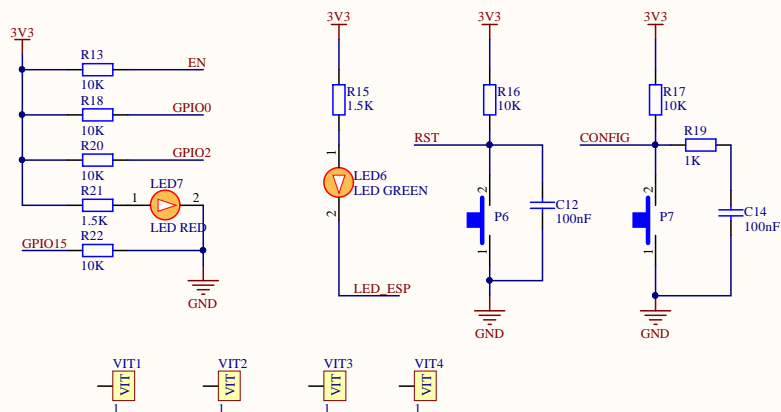 3V3
R13
EN
10K
R18
GPIO0
10K
R20
GPIO2
10K
R21
LED7
1
2
1.5K
LED RED
GPIO15
R22
10K
GND
3V3
R15
1.5K
1
LED6
LED GREEN
2
LED_ESP
3V3
R16
10K
RST
2
P6
1
C12
100nF
GND
3V3
R17
10K
CONFIG
R19
1K
2
P7
1
C14
100nF
GND
VIT1
VIT
1
VIT2
VIT
1
VIT3
VIT
1
VIT4
VIT
1